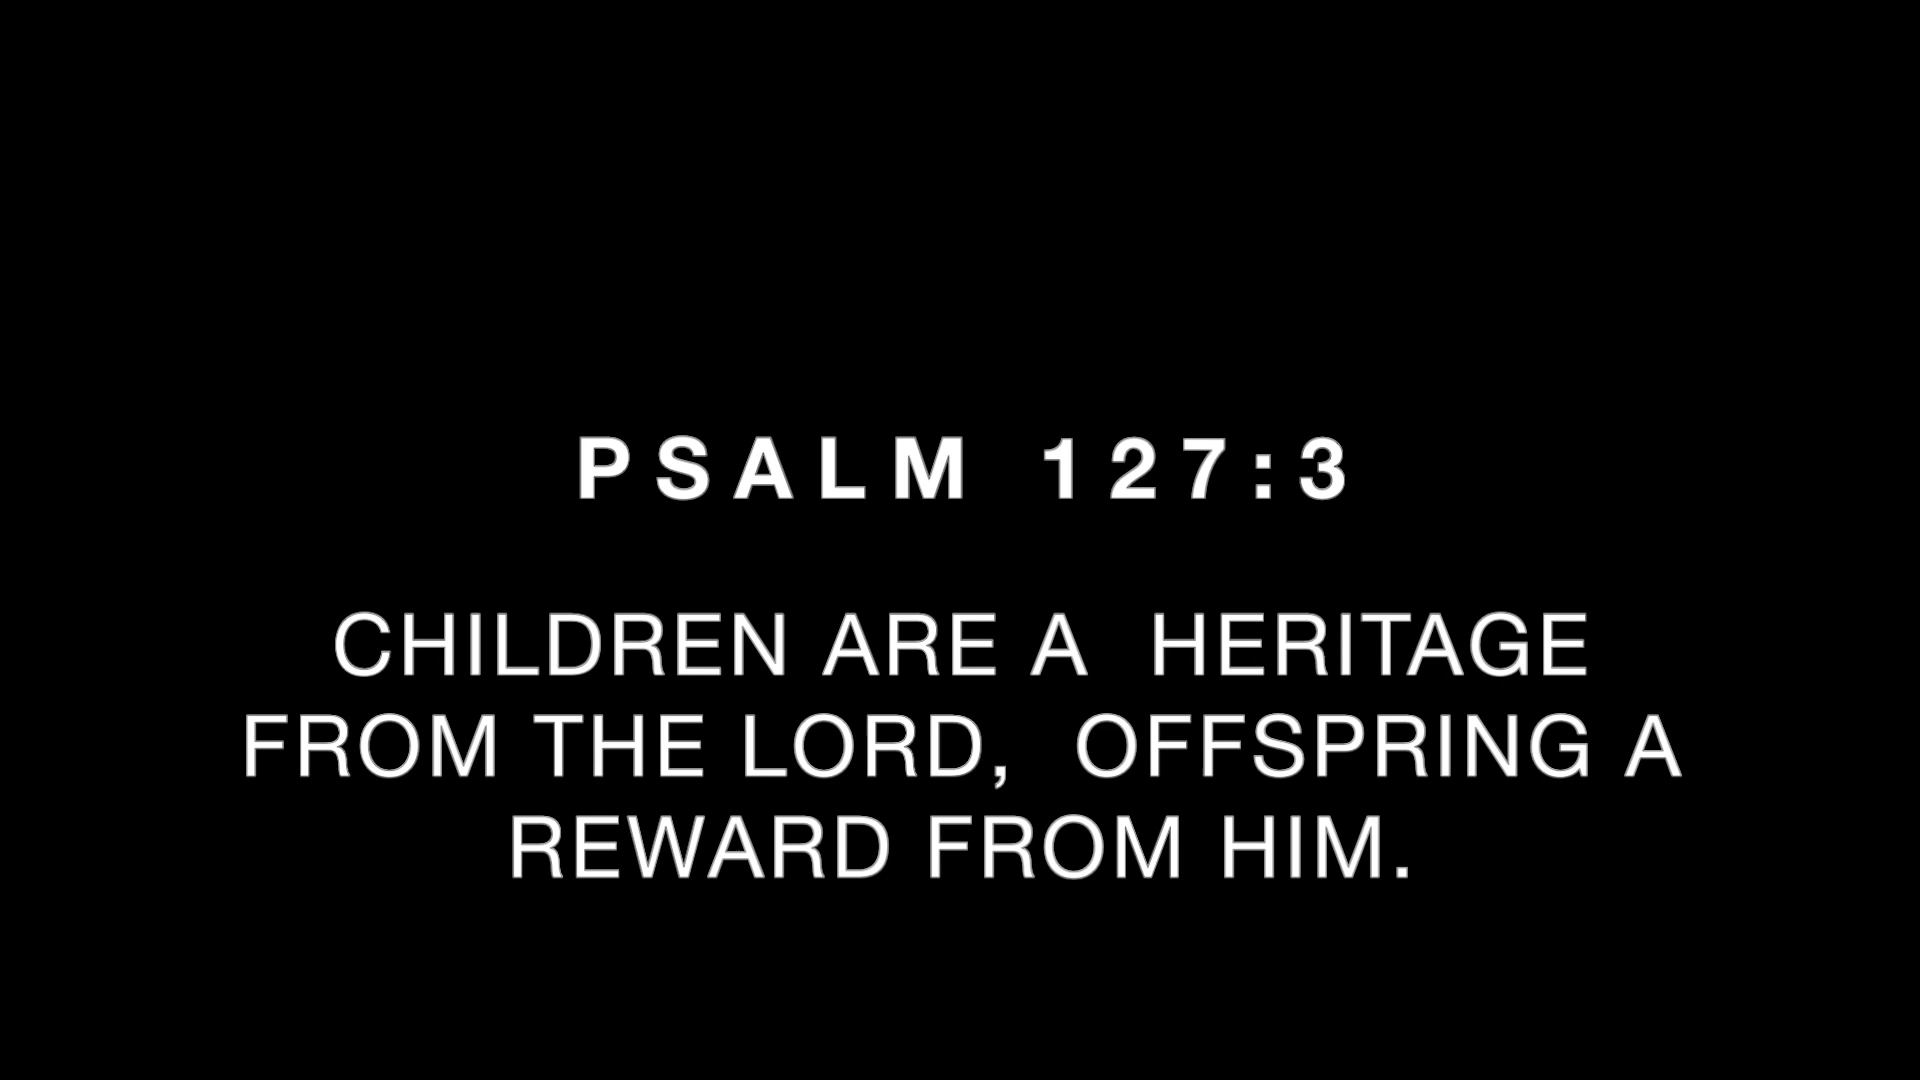 PSALM 127:3
CHILDREN ARE A  HERITAGE
FROM THE LORD,  OFFSPRING A
REWARD FROM HIM.